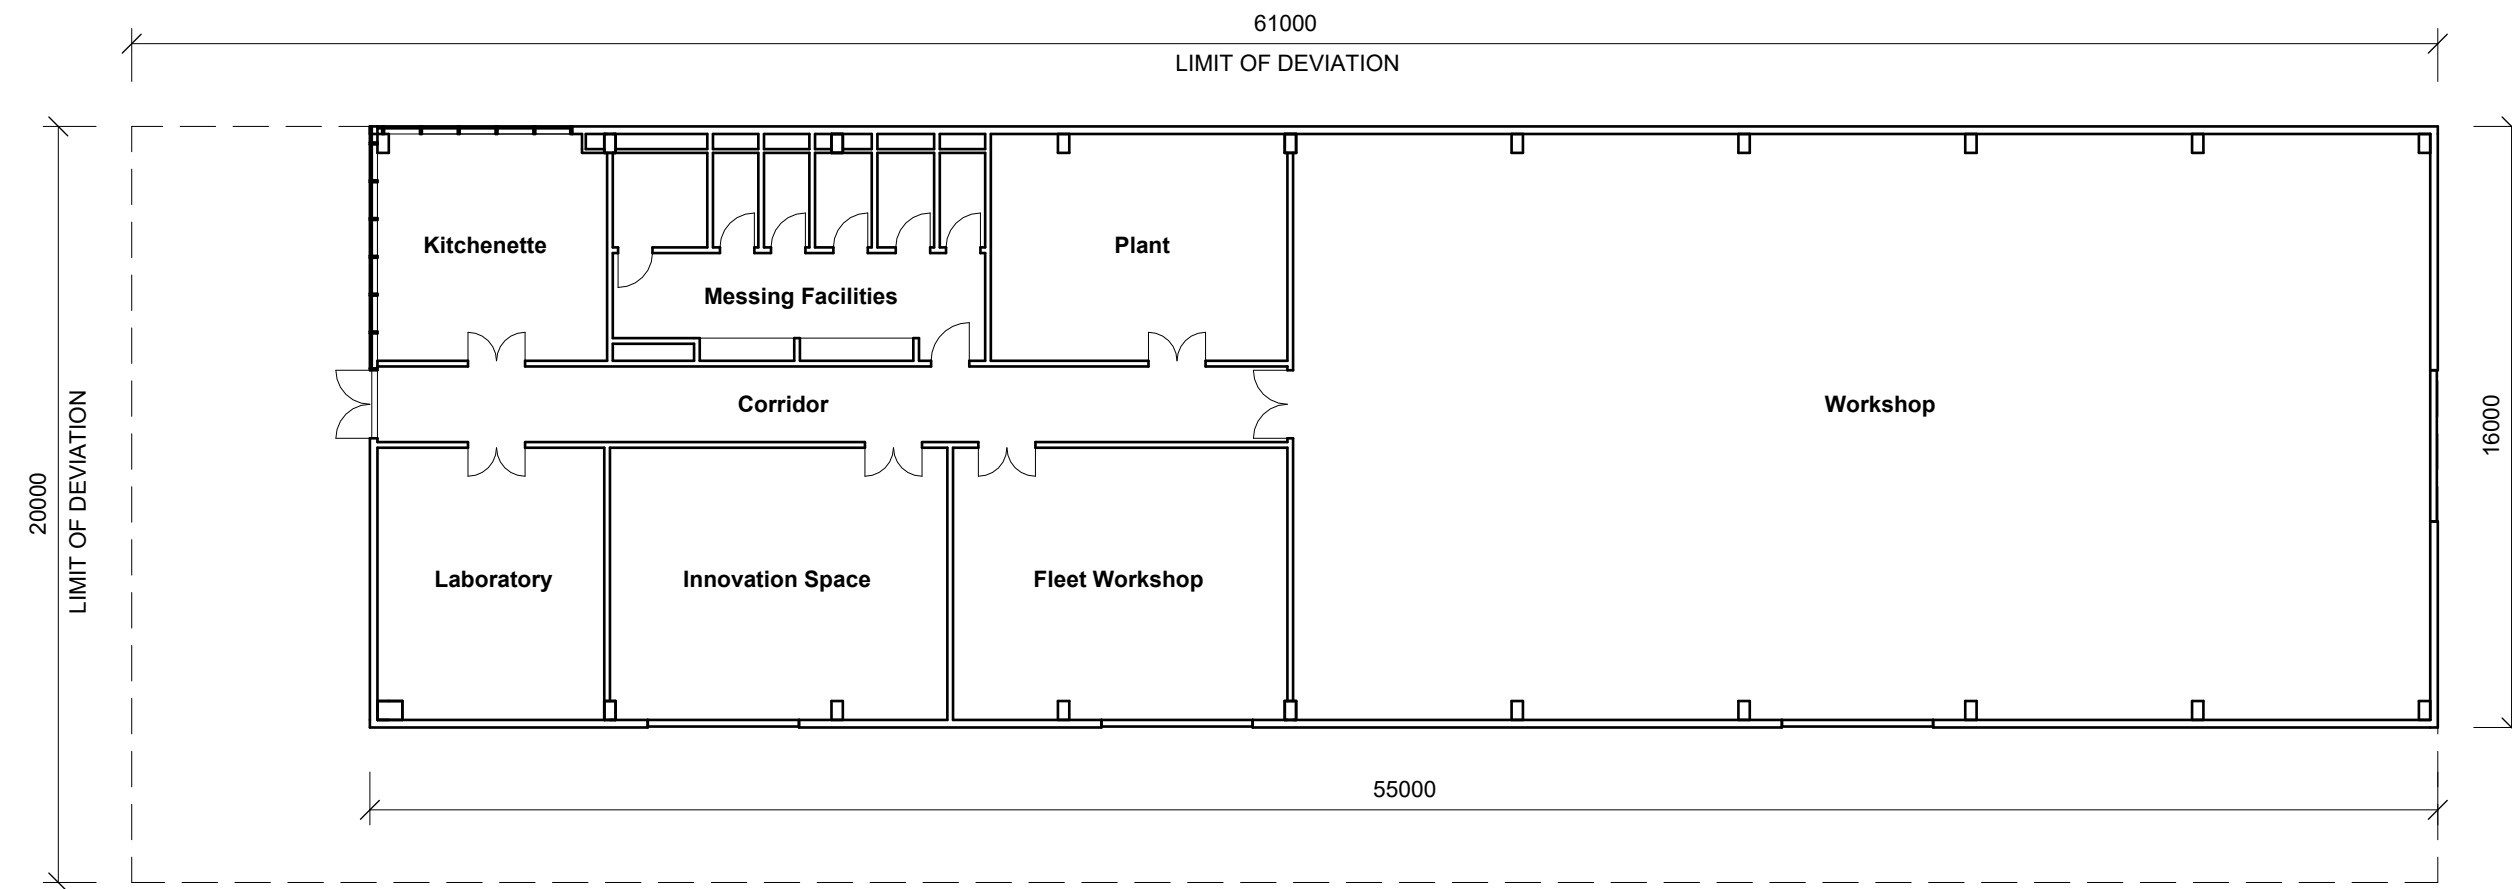 61000
LIMIT OF DEVIATION
Kitchenette
Plant
Messing Facilities
Corridor
Workshop
16000
20000
LIMIT OF DEVIATION
Laboratory
Innovation Space
Fleet Workshop
55000